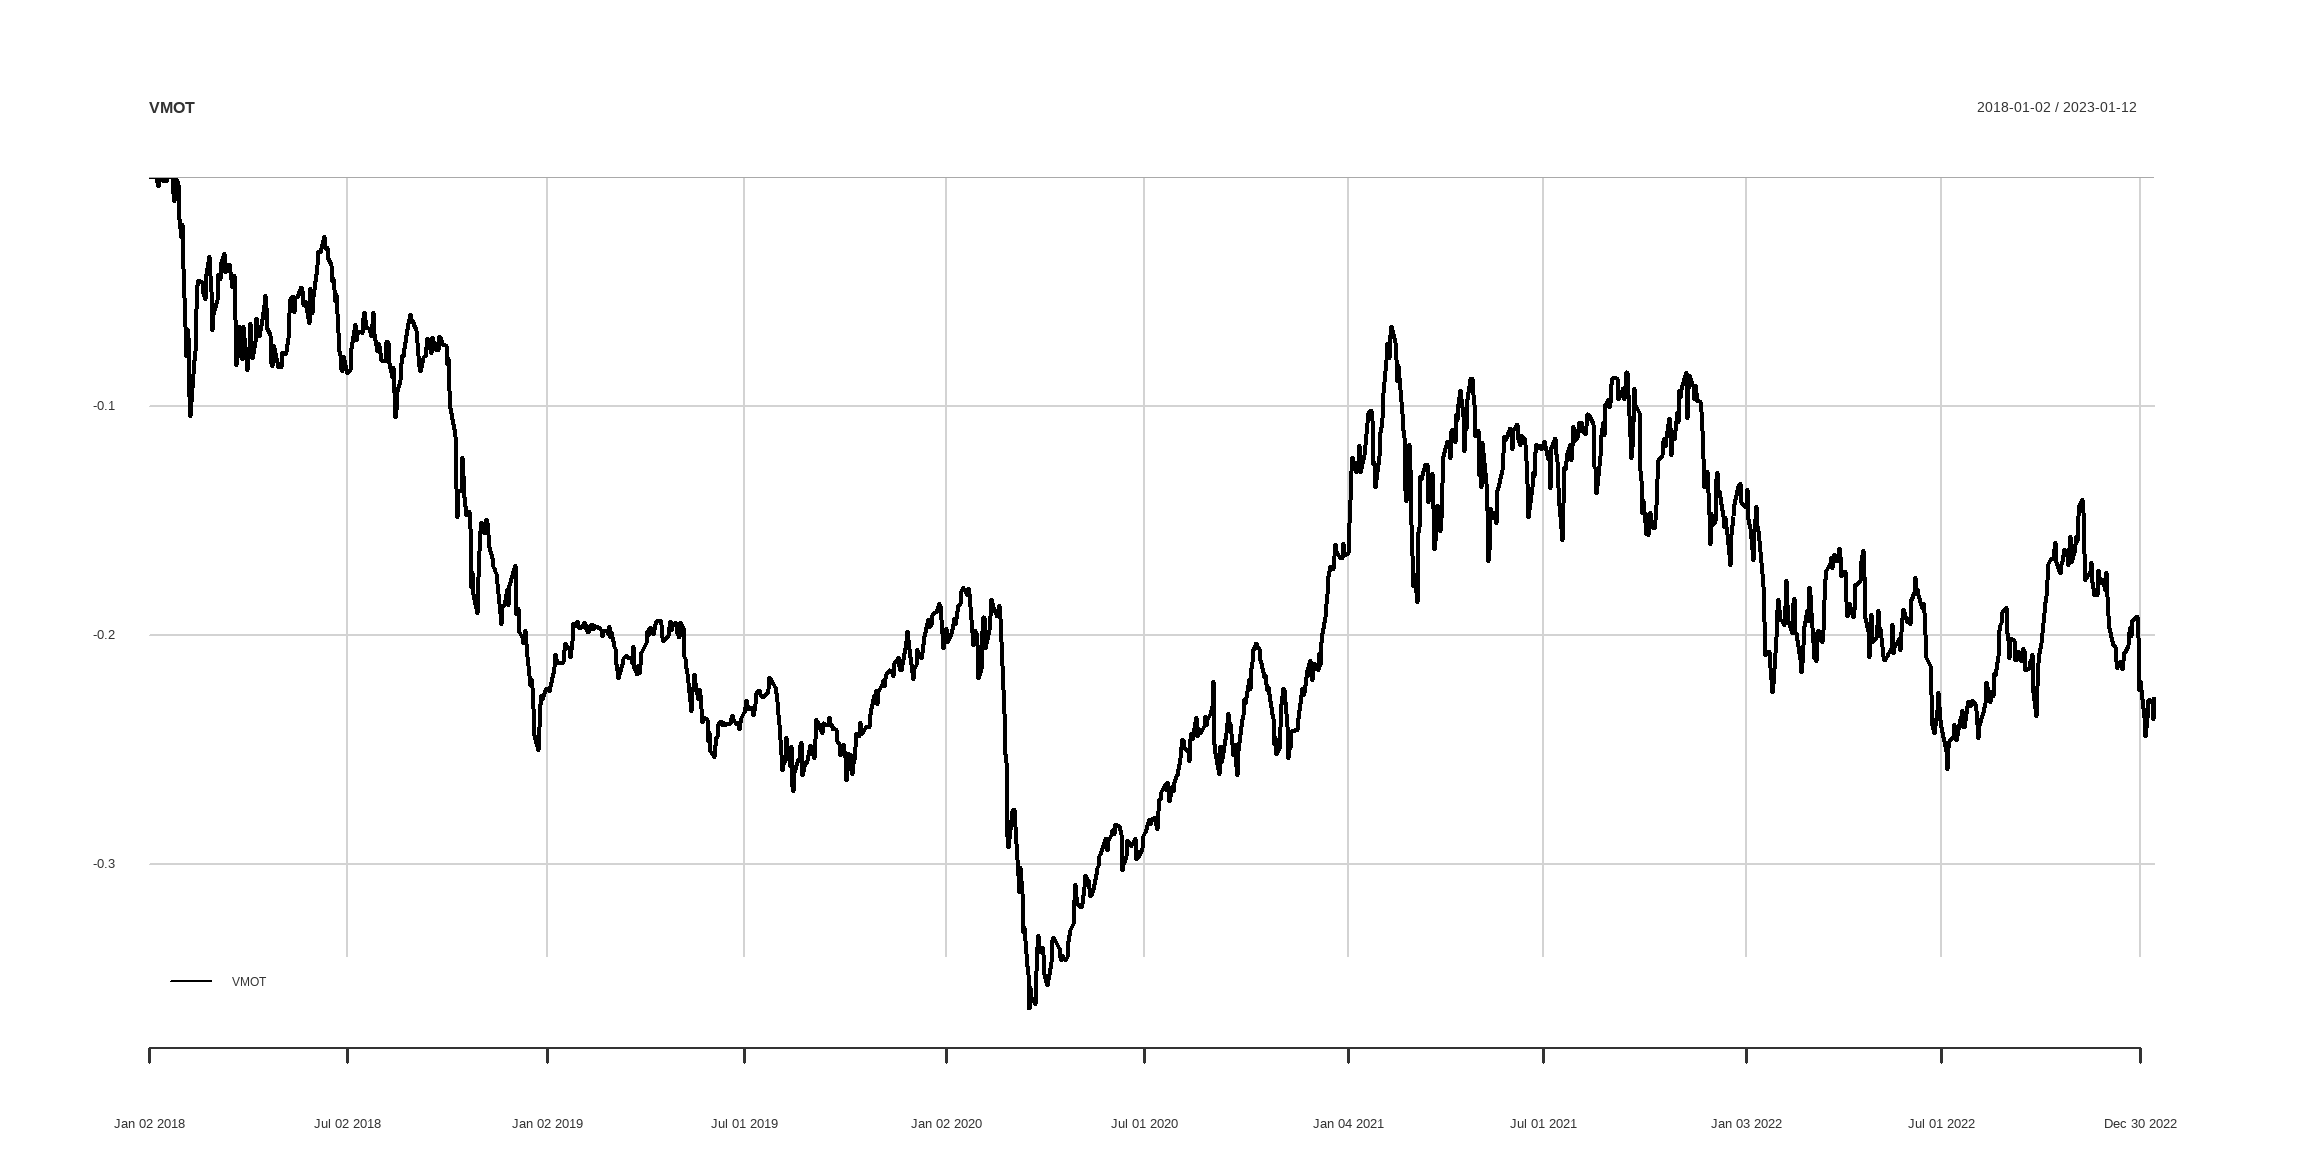 VMOT
2018-01-02 / 2023-01-12
-0.1
-0.2
-0.3
VMOT
Jan 02 2018
Jul 02 2018
Jan 02 2019
Jul 01 2019
Jan 02 2020
Jul 01 2020
Jan 04 2021
Jul 01 2021
Jan 03 2022
Jul 01 2022
Dec 30 2022